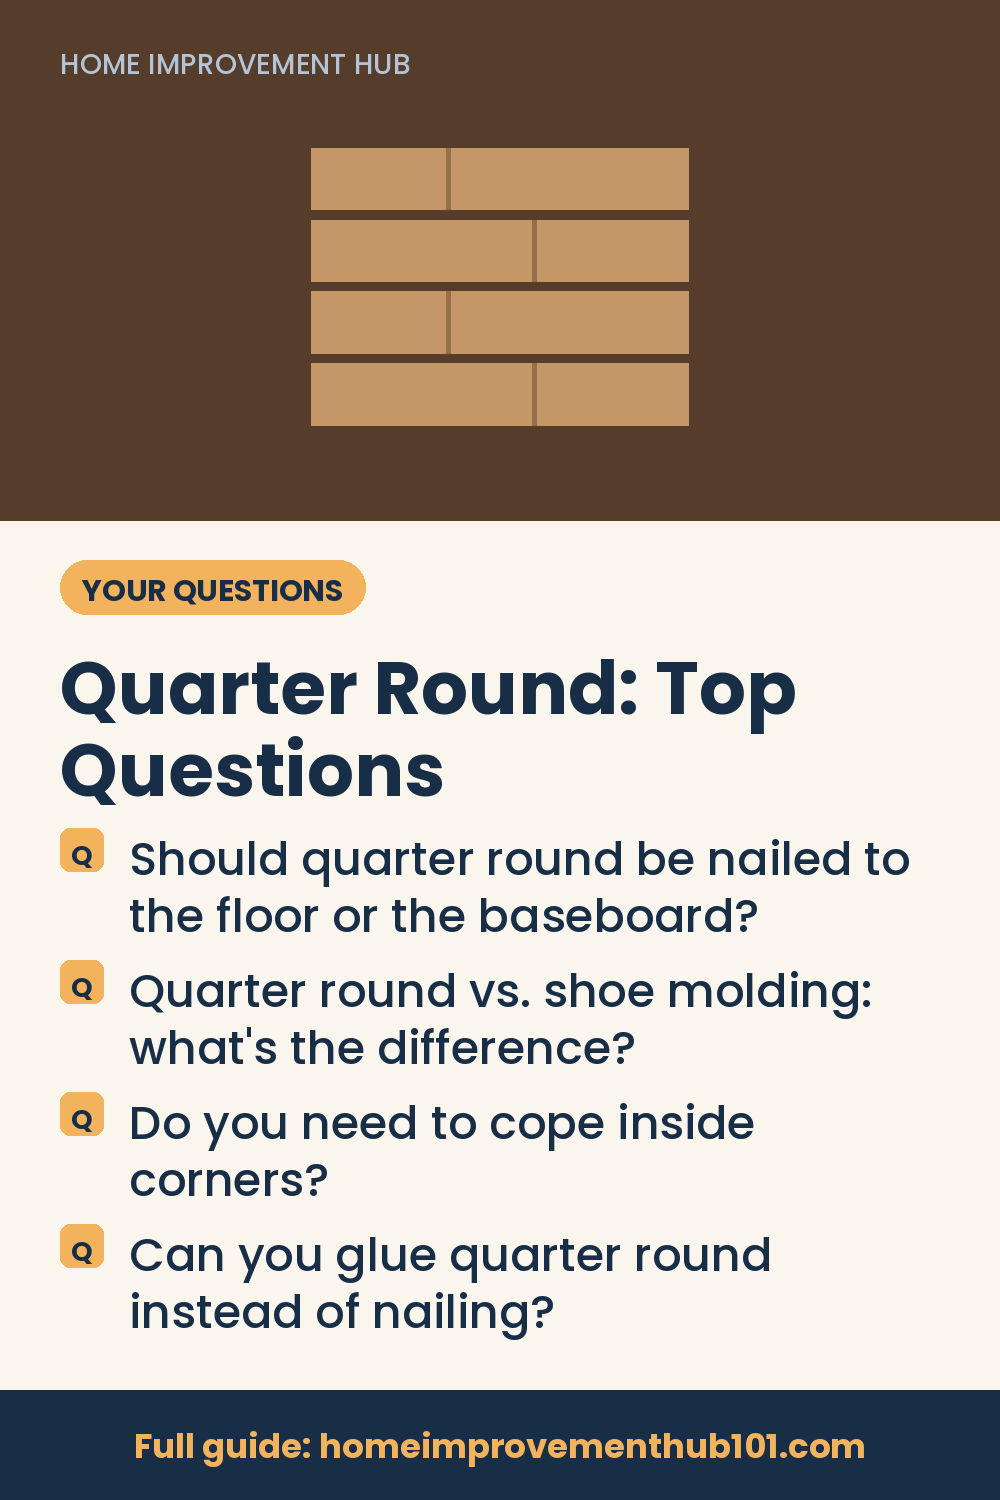 HOME IMPROVEMENT HUB
YOUR QUESTIONS
Quarter Round: Top
Questions
Q Should quarter round be nailed to
the floor or the baseboard?
Q Quarter round vs. shoe molding:
what's the difference?
Q Do you need to cope inside
corners?
Q Can you glue quarter round
instead of nailing?
Full guide: homeimprovementhub101.com